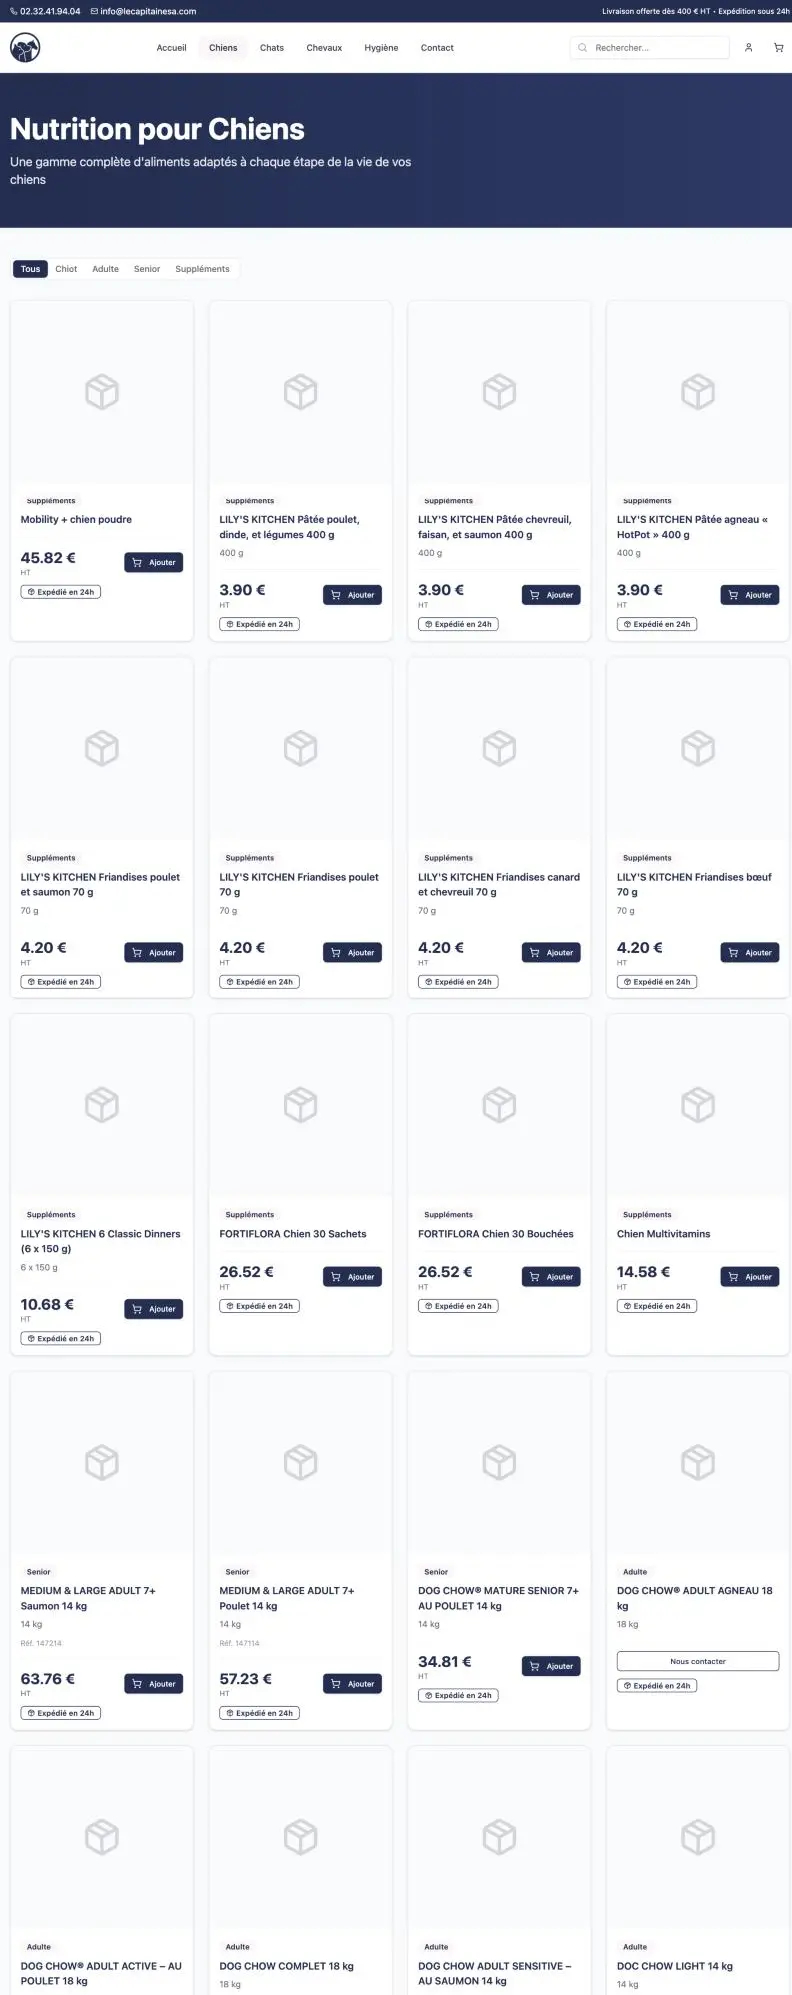 02.32.41.94.04 info@lecapitainesa.com Livraison offerte dès 400 € HT • Expédition sous 24h
Accueil Chiens Chats Chevaux Hygiène Contact Rechercher...
Nutrition pour Chiens
Une gamme complète d'aliments adaptés à chaque étape de la vie de vos
chiens
Tous Chiot Adulte Senior Suppléments
Suppléments
Mobility + chien poudre
45.82 €
HT
Ajouter
Expédié en 24h
Suppléments
LILY'S KITCHEN Pâtée poulet,
dinde, et légumes 400 g
400 g
3.90 €
HT
Ajouter
Expédié en 24h
Suppléments
LILY'S KITCHEN Pâtée chevreuil,
faisan, et saumon 400 g
400 g
3.90 €
HT
Ajouter
Expédié en 24h
Suppléments
LILY'S KITCHEN Pâtée agneau «
HotPot » 400 g
400 g
3.90 €
HT
Ajouter
Expédié en 24h
Suppléments
LILY'S KITCHEN Friandises poulet
et saumon 70 g
70 g
4.20 €
HT
Ajouter
Expédié en 24h
Suppléments
LILY'S KITCHEN Friandises poulet
70 g
70 g
4.20 €
HT
Ajouter
Expédié en 24h
Suppléments
LILY'S KITCHEN Friandises canard
et chevreuil 70 g
70 g
4.20 €
HT
Ajouter
Expédié en 24h
Suppléments
LILY'S KITCHEN Friandises bœuf
70 g
70 g
4.20 €
HT
Ajouter
Expédié en 24h
Suppléments
LILY'S KITCHEN 6 Classic Dinners
(6 x 150 g)
6 x 150 g
10.68 €
HT
Ajouter
Expédié en 24h
Suppléments
FORTIFLORA Chien 30 Sachets
26.52 €
HT
Ajouter
Expédié en 24h
Suppléments
FORTIFLORA Chien 30 Bouchées
26.52 €
HT
Ajouter
Expédié en 24h
Suppléments
Chien Multivitamins
14.58 €
HT
Ajouter
Expédié en 24h
Senior
MEDIUM & LARGE ADULT 7+
Saumon 14 kg
14 kg
Réf. 147214
63.76 €
HT
Ajouter
Expédié en 24h
Senior
MEDIUM & LARGE ADULT 7+
Poulet 14 kg
14 kg
Réf. 147114
57.23 €
HT
Ajouter
Expédié en 24h
Senior
DOG CHOW® MATURE SENIOR 7+
AU POULET 14 kg
14 kg
34.81 €
HT
Ajouter
Expédié en 24h
Adulte
DOG CHOW® ADULT AGNEAU 18
kg
18 kg
Nous contacter
Expédié en 24h
Adulte
DOG CHOW® ADULT ACTIVE – AU
POULET 18 kg
Adulte
DOG CHOW COMPLET 18 kg
18 kg
Adulte
DOG CHOW ADULT SENSITIVE –
AU SAUMON 14 kg
Adulte
DOC CHOW LIGHT 14 kg
14 kg